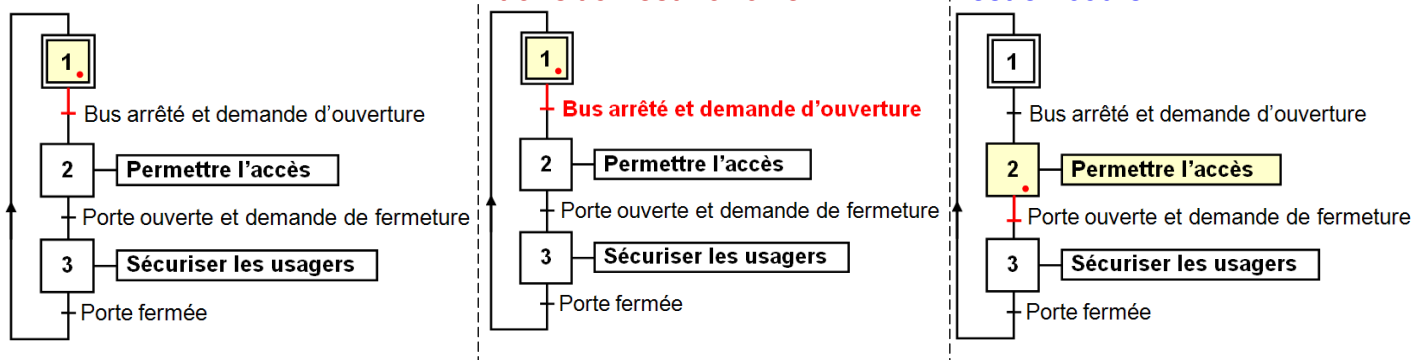 1
Bus arrêté et demande d’ouverture
2
Permettre l’accès
Porte ouverte et demande de fermeture
3
Sécuriser les usagers
Porte fermée
1
Bus arrêté et demande d’ouverture
2
Permettre l’accès
Porte ouverte et demande de fermeture
3
Sécuriser les usagers
Porte fermée
1
Bus arrêté et demande d’ouverture
2
Permettre l’accès
Porte ouverte et demande de fermeture
3
Sécuriser les usagers
Porte fermée